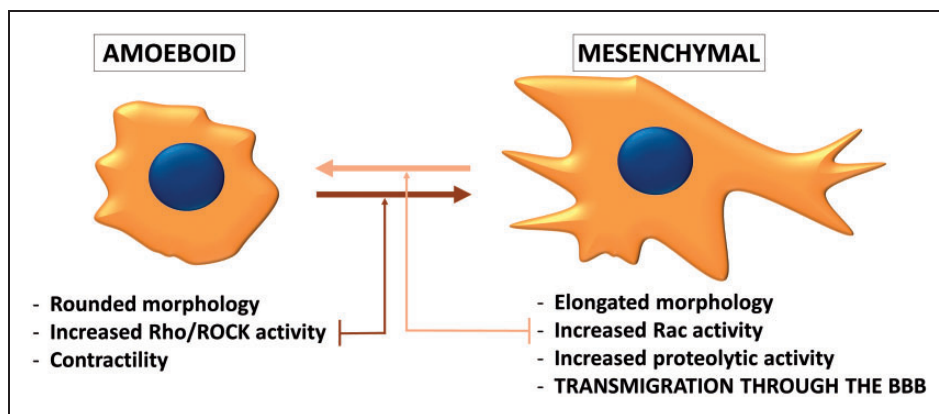 AMOEBOID
- Rounded morphology
- Increased Rho/ROCK activity
- Contractility
MESENCHYMAL
- Elongated morphology
- Increased Rac activity
- Increased proteolytic activity
- TRANSMIGRATION THROUGH THE BBB